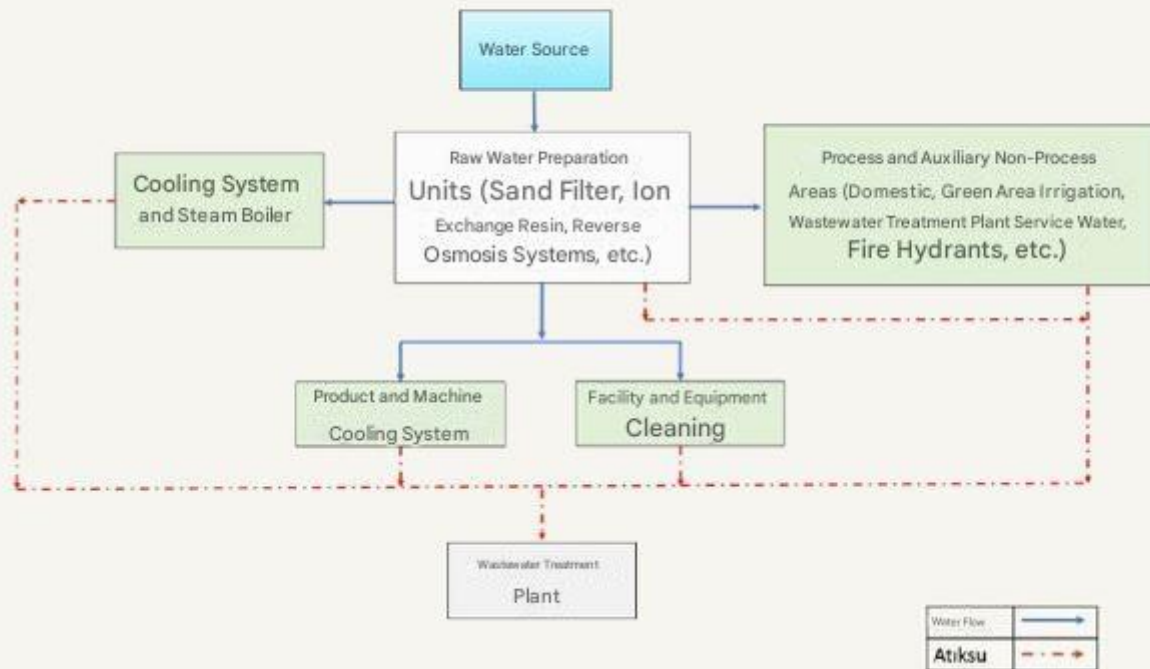 Water Source
Raw Water Preparation
Units (Sand Filter, Ion
Exchange Resin, Reverse
Osmosis Systems, etc.)
Cooling System
and Steam Boiler
Process and Auxiliary Non-Process
Areas (Domestic, Green Area Irrigation,
Wastewater Treatment Plant Service Water,
Fire Hydrants, etc.)
Product and Machine
Cooling System
Facility and Equipment
Cleaning
Wastewater Treatment
Plant
Water Flow
Atıksu